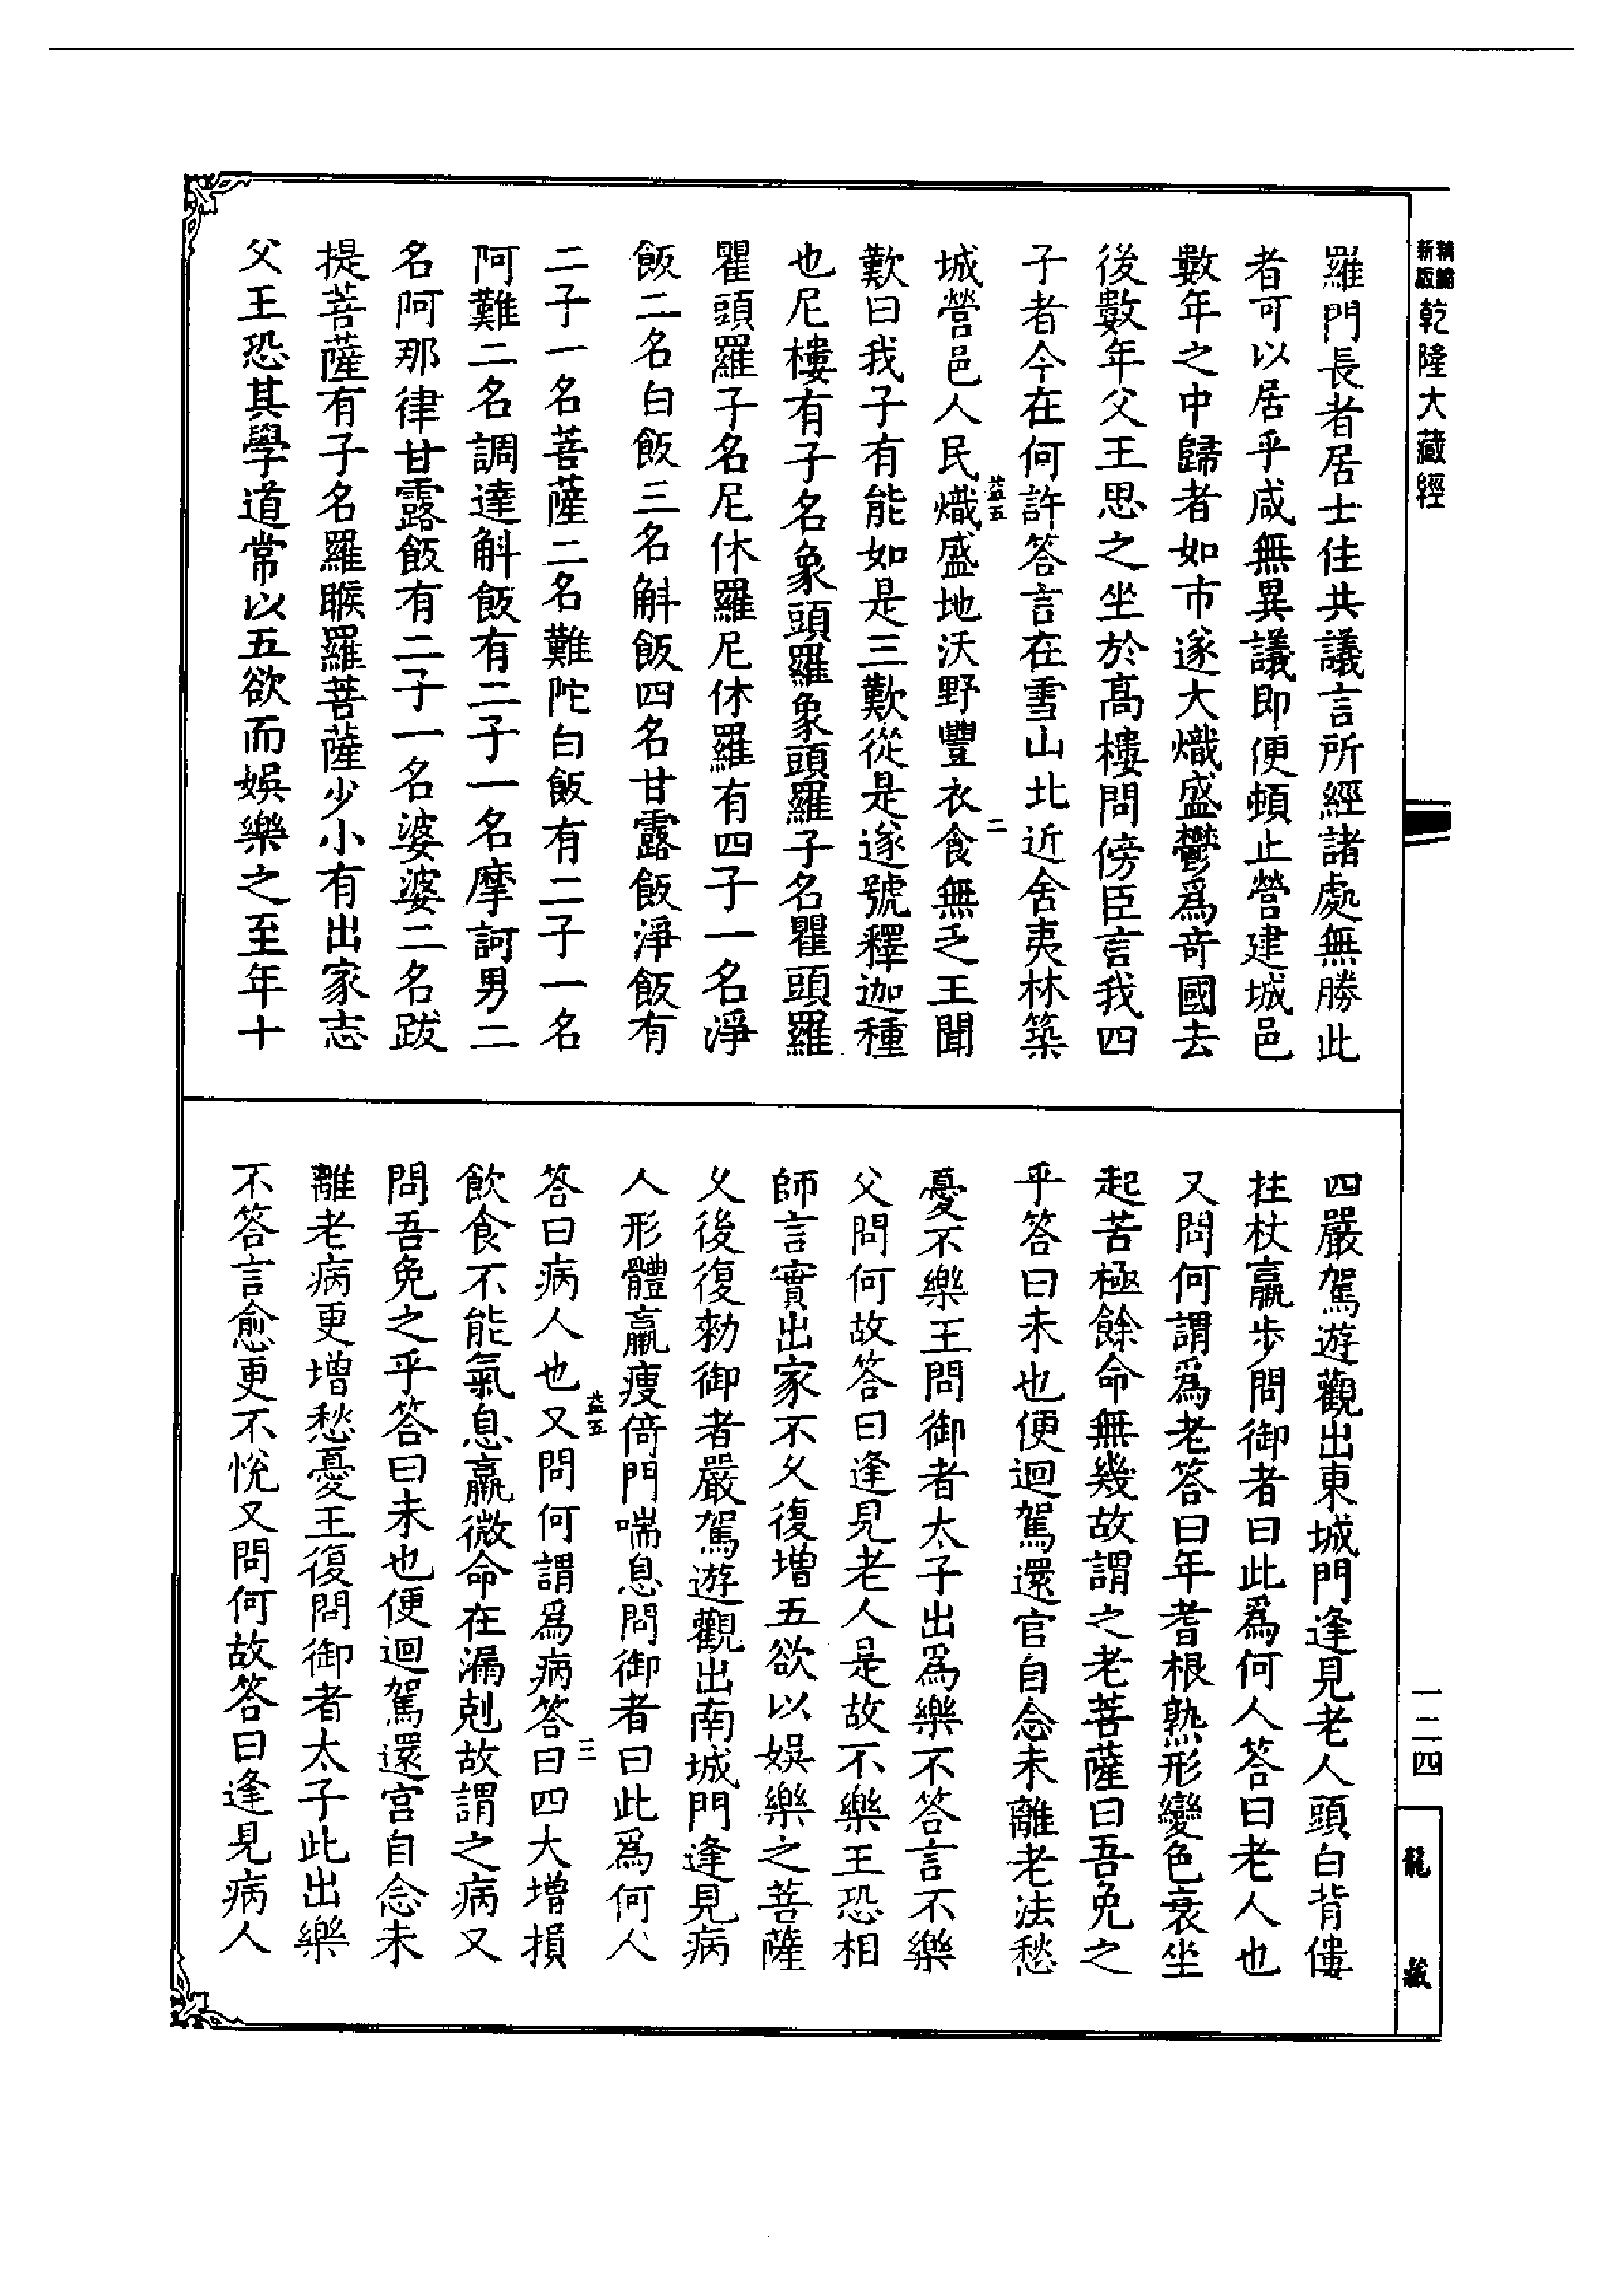 精縮
新版
乾隆大藏經
羅門長者居士住共議言所經諸處無勝此
者可以居乎咸無異議即便頓止營建城邑
數年之中歸者如市遂大熾盛鬱爲奇國去
後數年父王思之坐於高樓問傍臣言我四
子者今在何許答言在雪山北近舍夷林築
益五
二
城營邑人民熾盛地沃野豐衣食無乏王聞
歎曰我子有能如是三歎從是遂號釋迦種
也尼樓有子名象頭羅象頭羅子名瞿頭羅
瞿頭羅子名尼休羅尼休羅有四子一名淨
飯二名白飯三名斛飯四名甘露飯淨飯有
二子一名菩薩二名難陀白飯有二子一名
阿難二名調達斛飯有二子一名摩訶男二
名阿那律甘露飯有二子一名婆婆二名跋
提菩薩有子名羅睺羅菩薩少小有出家志
父王恐其學道常以五欲而娛樂之至年十
四嚴駕遊觀出東城門逢見老人頭白背僂
拄杖羸步問御者曰此爲何人答曰老人也
又問何謂爲老答曰年耆根熟形變色衰坐
起苦極餘命無幾故謂之老菩薩曰吾免之
乎答曰未也便迴駕還宮自念未離老法愁
憂不樂王問御者太子出爲樂不答言不樂
父問何故答曰逢見老人是故不樂王恐相
師言實出家不久復增五欲以娛樂之菩薩
久後復勑御者嚴駕遊觀出南城門逢見病
人形體羸瘦倚門喘息問御者曰此爲何人
益五
三
答曰病人也又問何謂爲病答曰四大增損
飲食不能氣息羸微命在漏剋故謂之病又
問吾免之乎答曰未也便迴駕還宮自念未
離老病更增愁憂王復問御者太子此出樂
不答言愈更不悅又問何故答曰逢見病人
一二四
龍藏